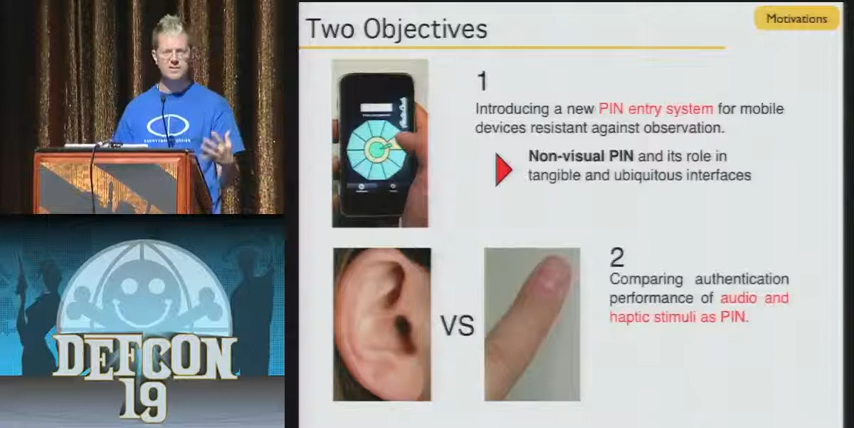 Two Objectives
Motivations
1
Introducing a new PIN entry system for mobile
devices resistant against observation.
Non-visual PIN and its role in
tangible and ubiquitous interfaces
VS
2
Comparing authentication
performance of audio and
haptic stimuli as PIN.
DEFCON
19